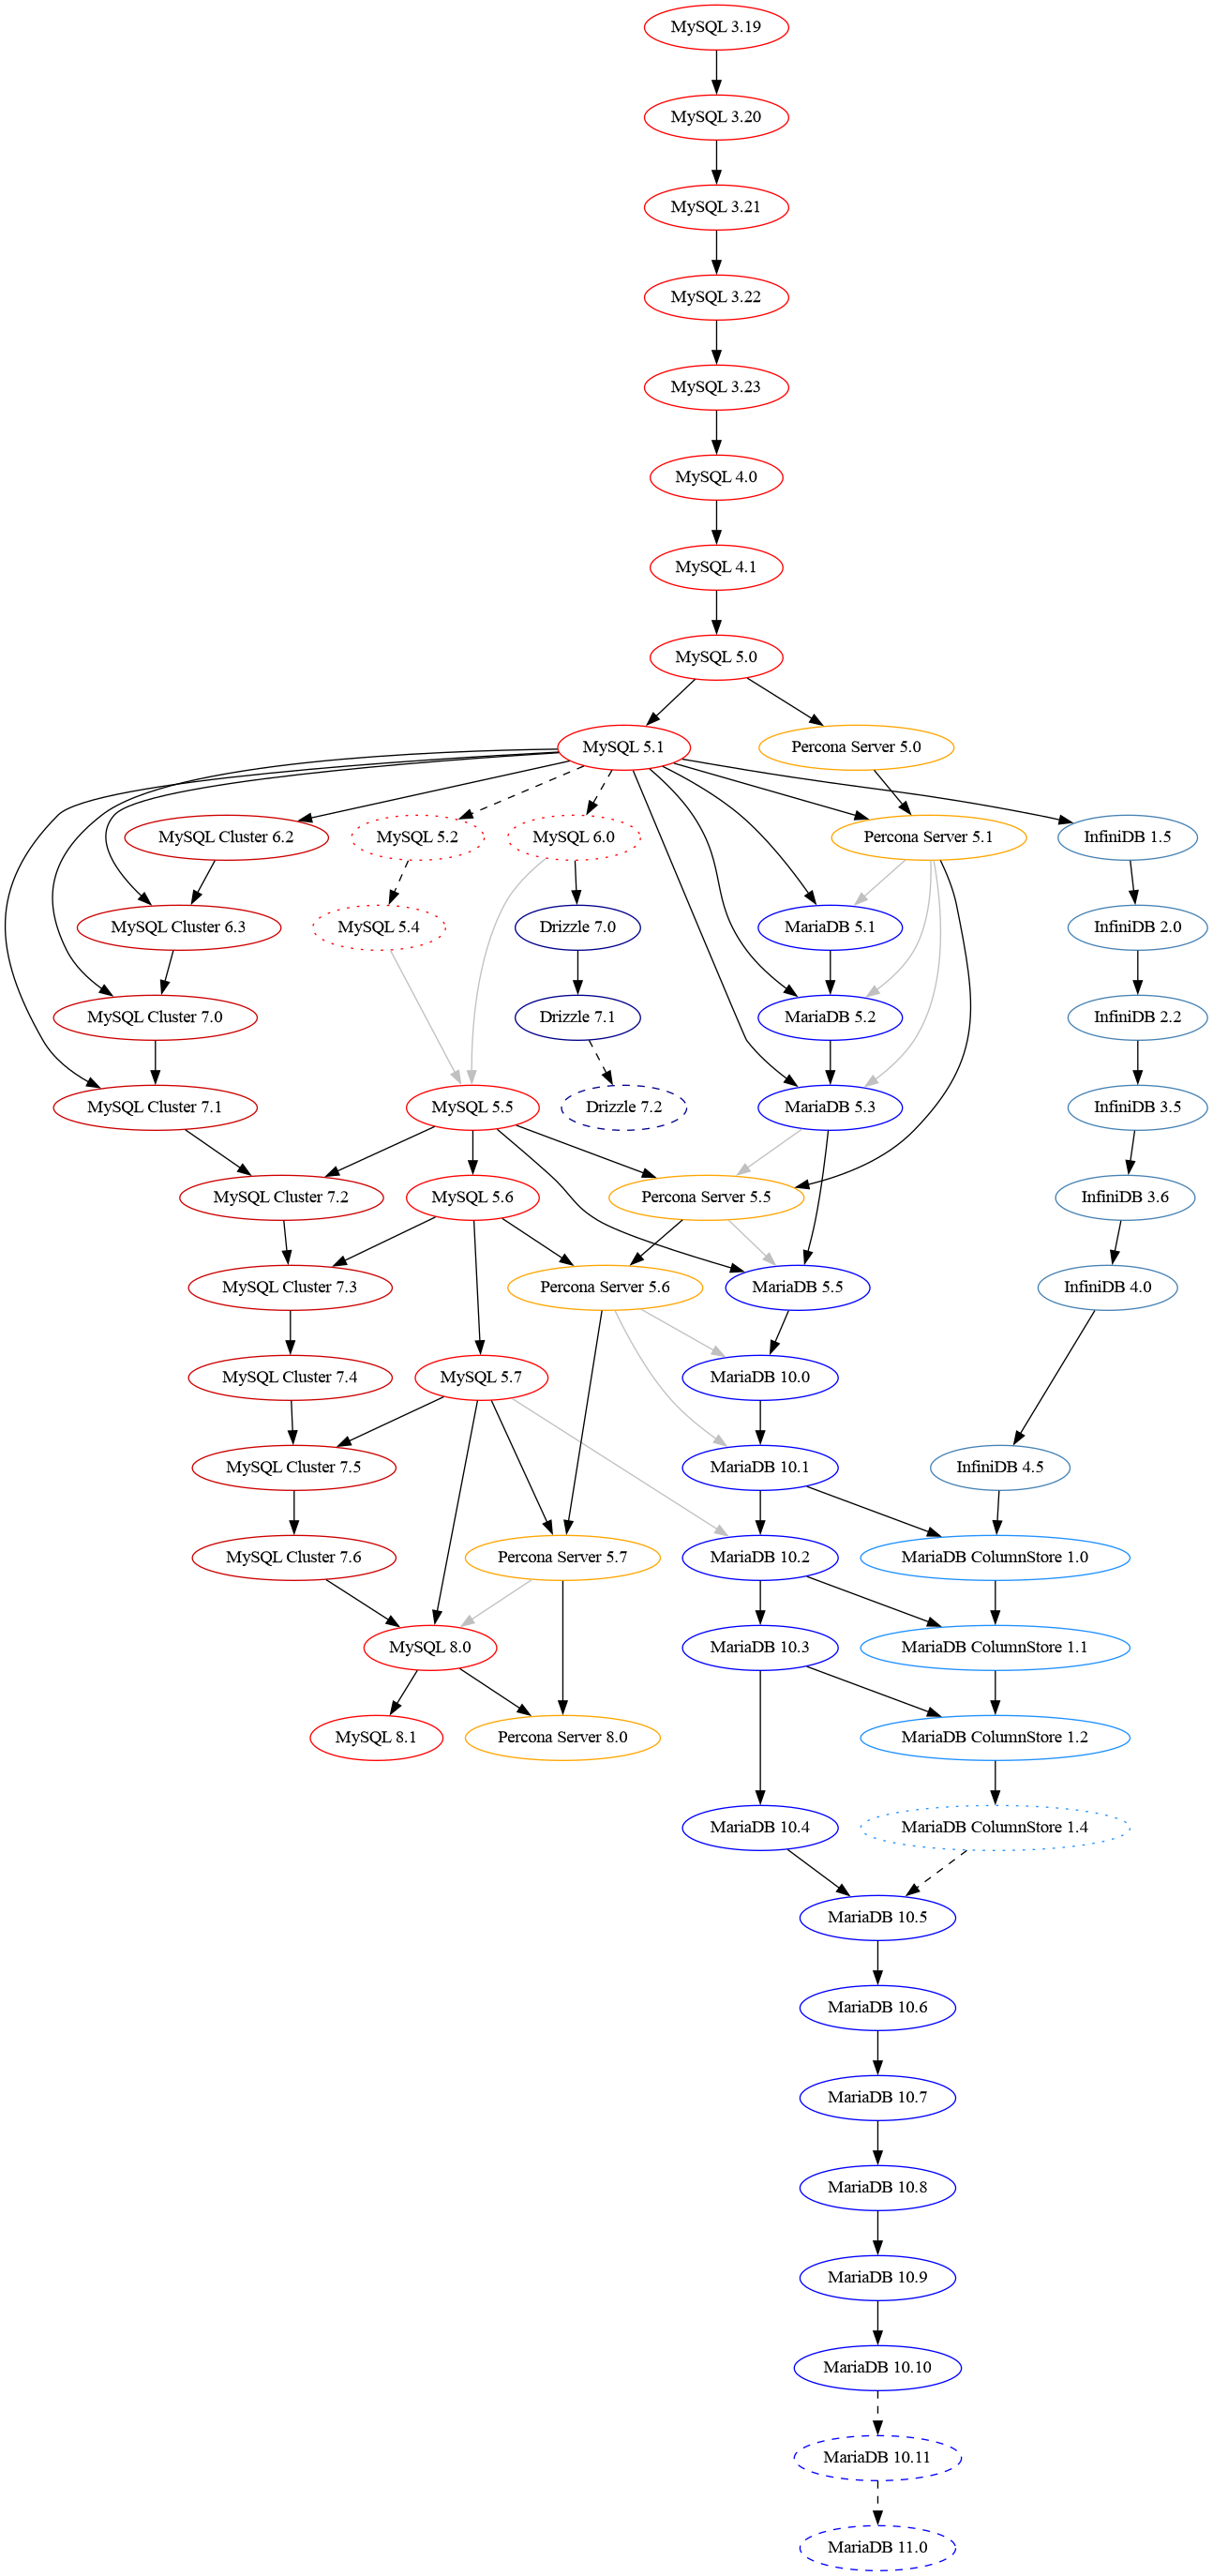 MySQL 3.19
MySQL 3.20
MySQL 3.21
MySQL 3.22
MySQL 3.23
MySQL 4.0
MySQL 4.1
MySQL 5.0
MySQL 5.1
Percona Server 5.0
MySQL Cluster 6.2
MySQL 5.2
MySQL 6.0
Percona Server 5.1
InfiniDB 1.5
MySQL Cluster 6.3
MySQL 5.4
Drizzle 7.0
MariaDB 5.1
InfiniDB 2.0
MySQL Cluster 7.0
Drizzle 7.1
MariaDB 5.2
InfiniDB 2.2
MySQL Cluster 7.1
MySQL 5.5
Drizzle 7.2
MariaDB 5.3
InfiniDB 3.5
MySQL Cluster 7.2
MySQL 5.6
Percona Server 5.5
InfiniDB 3.6
MySQL Cluster 7.3
Percona Server 5.6
MariaDB 5.5
InfiniDB 4.0
MySQL Cluster 7.4
MySQL 5.7
MariaDB 10.0
MySQL Cluster 7.5
MariaDB 10.1
InfiniDB 4.5
MySQL Cluster 7.6
Percona Server 5.7
MariaDB 10.2
MariaDB ColumnStore 1.0
MySQL 8.0
MariaDB 10.3
MariaDB ColumnStore 1.1
MySQL 8.1
Percona Server 8.0
MariaDB ColumnStore 1.2
MariaDB 10.4
MariaDB ColumnStore 1.4
MariaDB 10.5
MariaDB 10.6
MariaDB 10.7
MariaDB 10.8
MariaDB 10.9
MariaDB 10.10
MariaDB 10.11
MariaDB 11.0